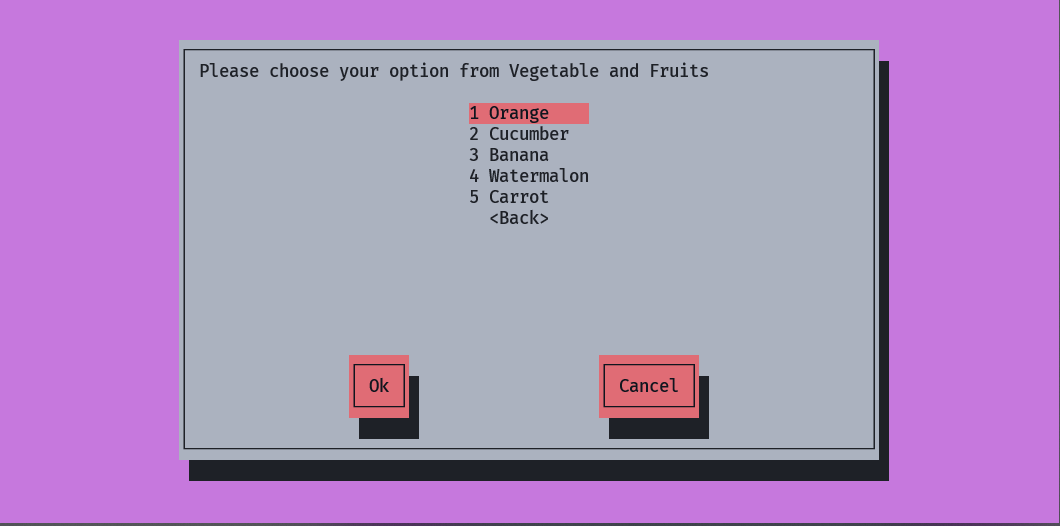 Please choose your option from Vegetable and Fruits
1 Orange
2 Cucumber
3 Banana
4 Watermalon
5 Carrot
<Back>
Ok
Cancel